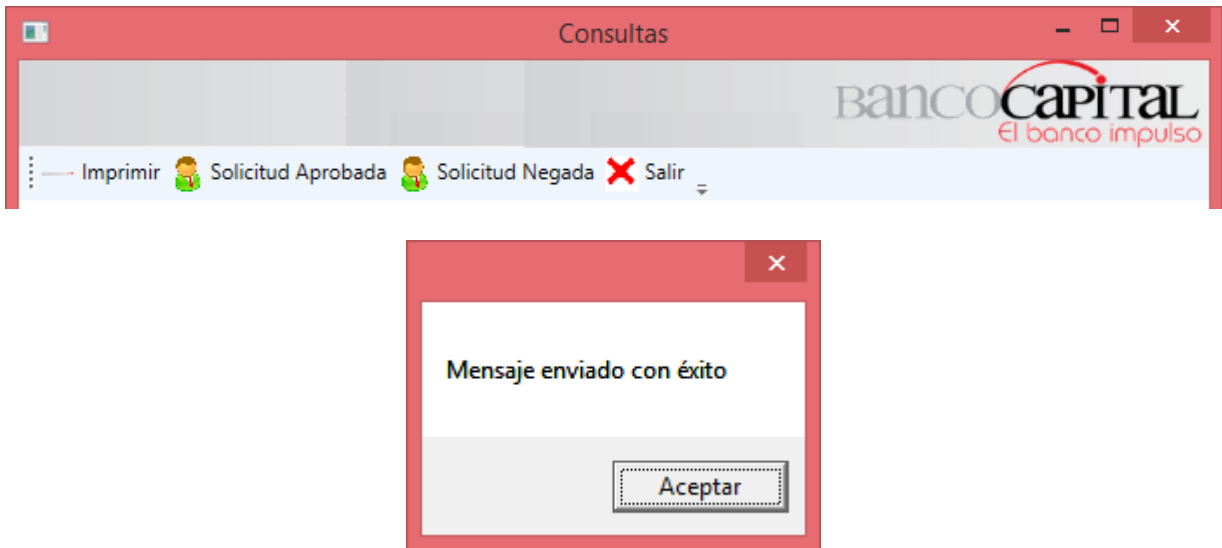 Consultas
BANCOCAPITAL
El banco impulso
Imprimir Solicitud Aprobada Solicitud Negada Salir
Mensaje enviado con éxito
Aceptar